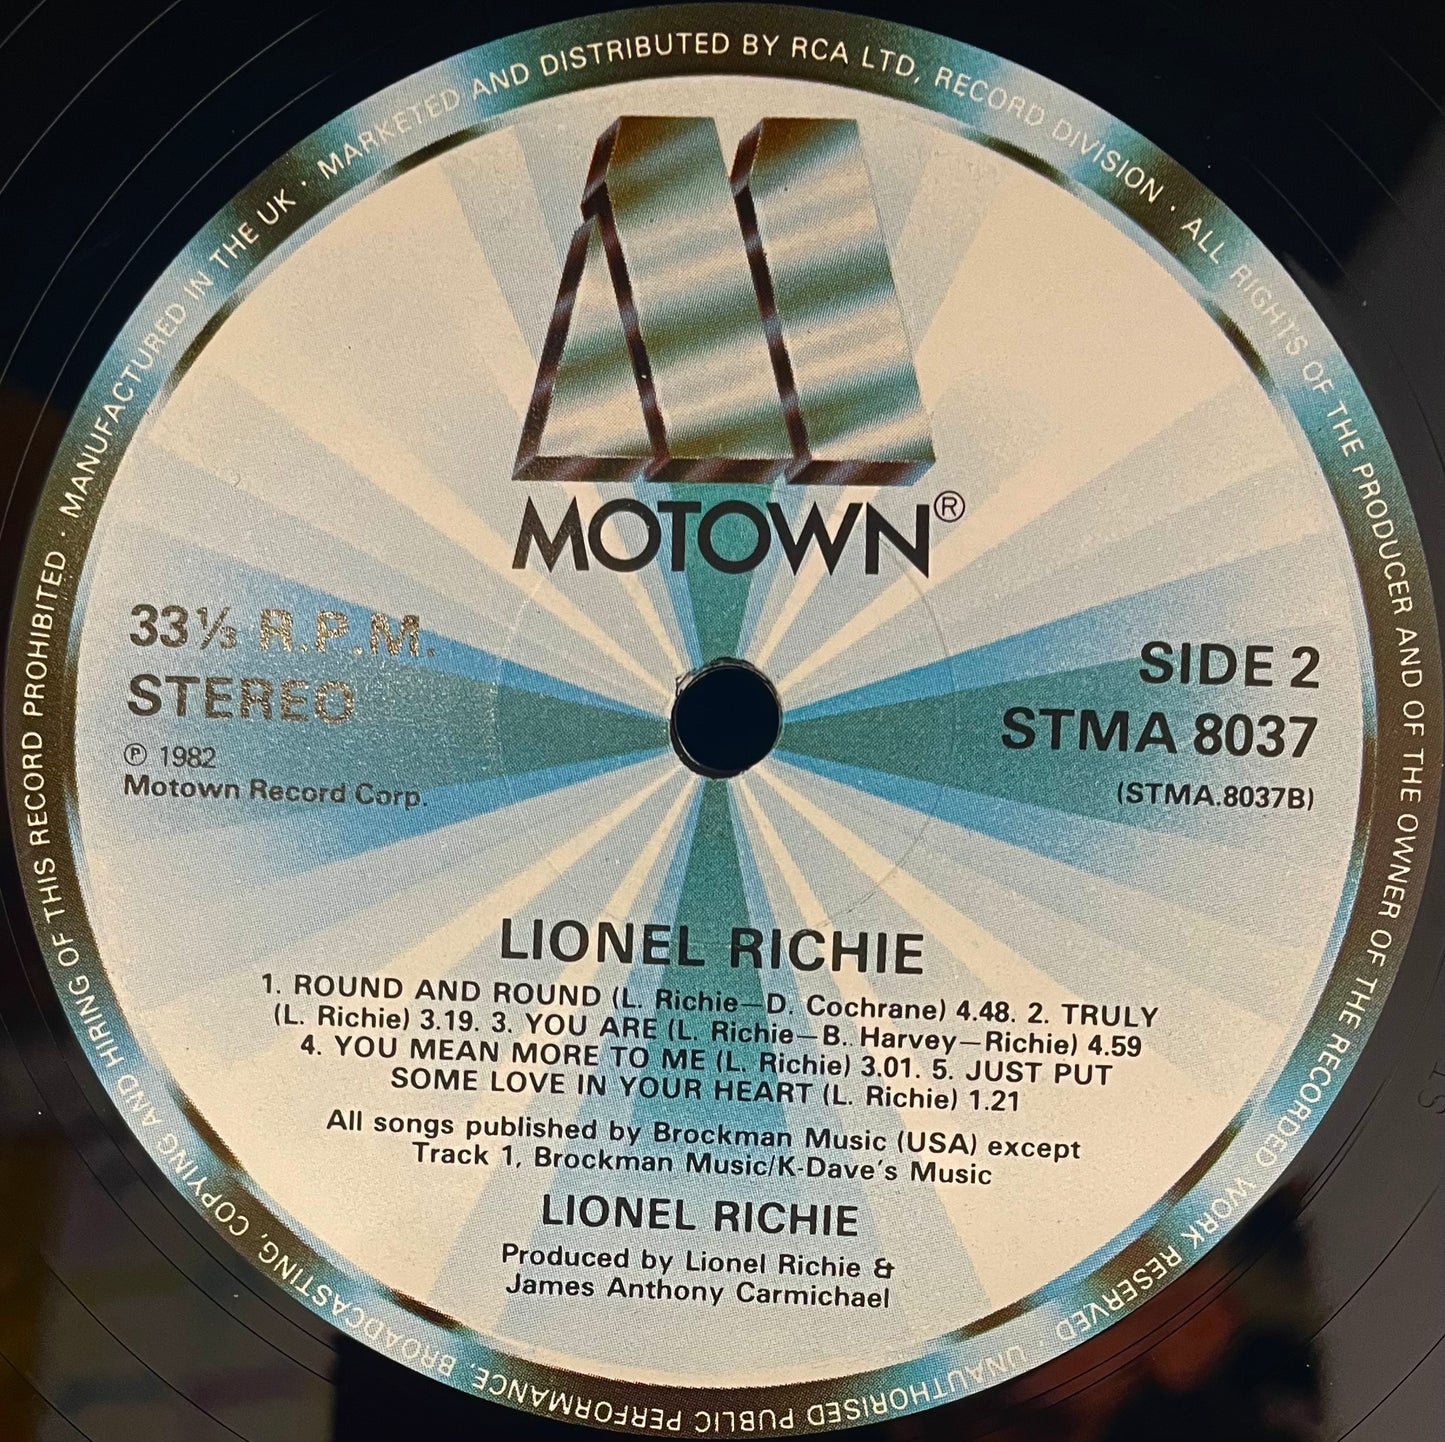 MANUFACTURED IN THE UK · MARKETED AND DISTRIBUTED BY RCA LTD, RECORD DIVISION · ALL RIGHTS OF THE PRODUCER AND OF THE OWNER OF THE RECORDED WORK RESERVED · UNAUTHORISED PUBLIC PERFORMANCE, BROADCASTING, COPYING AND HIRING OF THIS RECORD PROHIBITED ·
MOTOWN®
33⅓ R.P.M.
STEREO
℗ 1982
Motown Record Corp.
SIDE 2
STMA 8037
(STMA.8037B)
LIONEL RICHIE
1. ROUND AND ROUND (L. Richie—D. Cochrane) 4.48. 2. TRULY
(L. Richie) 3.19. 3. YOU ARE (L. Richie—B. Harvey—Richie) 4.59
4. YOU MEAN MORE TO ME (L. Richie) 3.01. 5. JUST PUT
SOME LOVE IN YOUR HEART (L. Richie) 1.21
All songs published by Brockman Music (USA) except
Track 1, Brockman Music/K-Dave's Music
LIONEL RICHIE
Produced by Lionel Richie &
James Anthony Carmichael